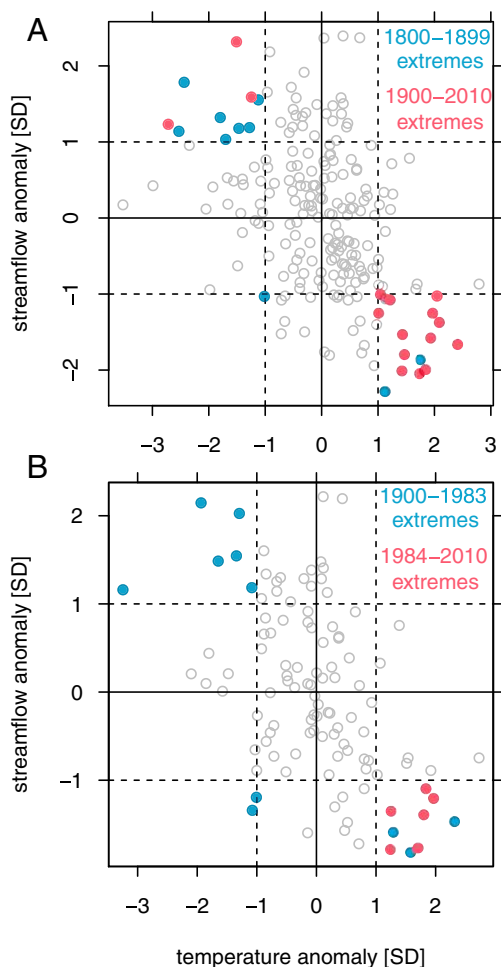 A
1800−1899
extremes
1900−2010
extremes
streamflow anomaly [SD]
2
1
0
−1
−2
−3 −2 −1 0 1 2 3
B
1900−1983
extremes
1984−2010
extremes
streamflow anomaly [SD]
2
1
0
−1
−3 −2 −1 0 1 2
temperature anomaly [SD]